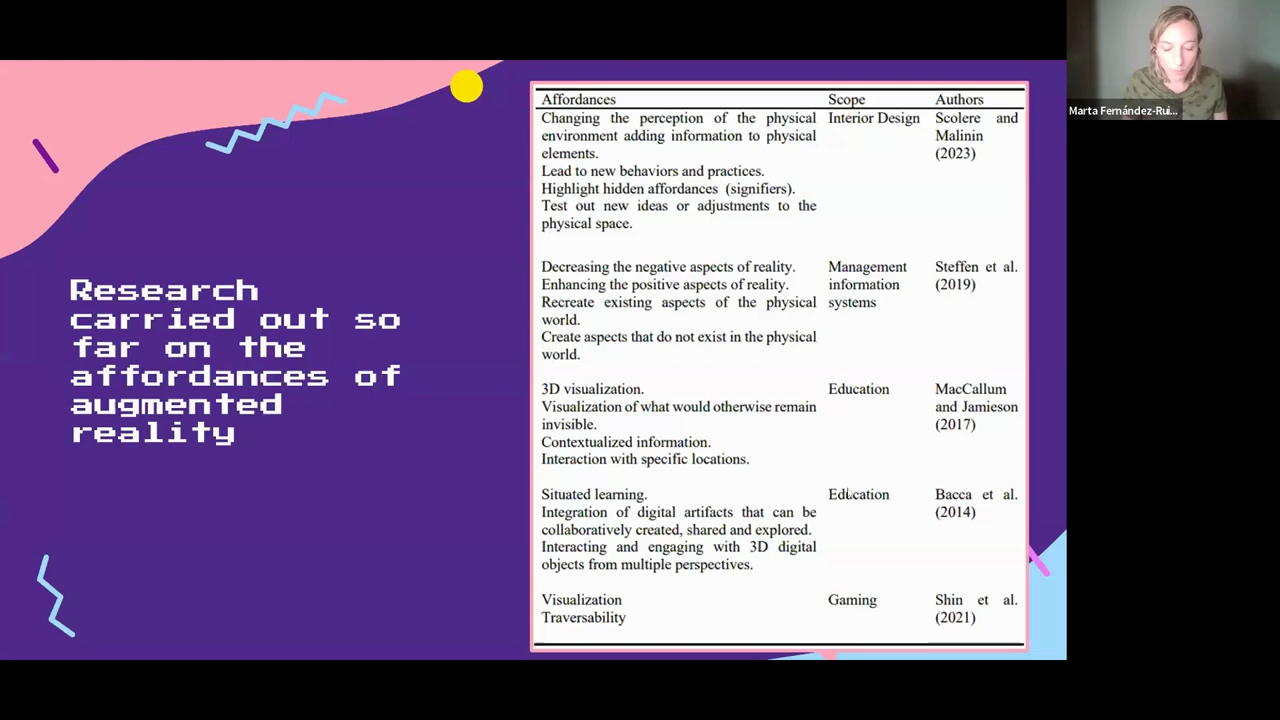 Research
carried out so
far on the
affordances of
augmented
reality
Affordances Scope Authors
Changing the perception of the physical Interior Design Scolere and
environment adding information to physical Malinin
elements. (2023)
Lead to new behaviors and practices.
Highlight hidden affordances (signifiers).
Test out new ideas or adjustments to the
physical space.
Decreasing the negative aspects of reality. Management Steffen et al.
Enhancing the positive aspects of reality. information (2019)
Recreate existing aspects of the physical systems
world.
Create aspects that do not exist in the physical
world.
3D visualization. Education MacCallum
Visualization of what would otherwise remain and Jamieson
invisible. (2017)
Contextualized information.
Interaction with specific locations.
Situated learning. Education Bacca et al.
Integration of digital artifacts that can be (2014)
collaboratively created, shared and explored.
Interacting and engaging with 3D digital
objects from multiple perspectives.
Visualization Gaming Shin et al.
Traversability (2021)
Marta Fernández-Rui...